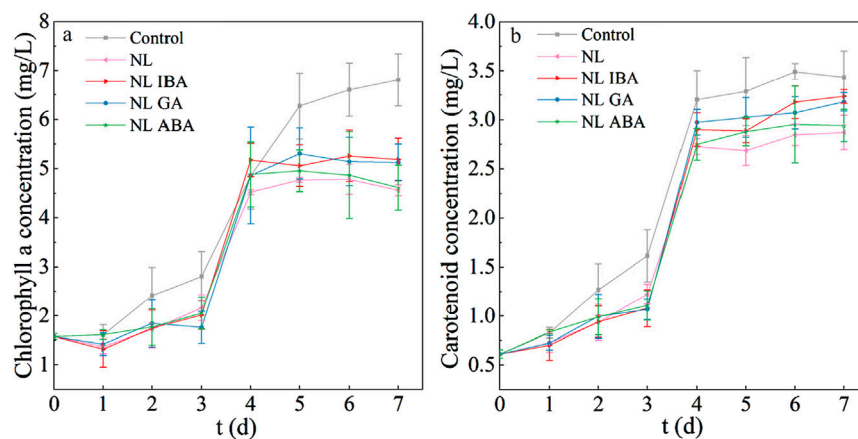 a
Control
NL
NL IBA
NL GA
NL ABA
Chlorophyll a concentration (mg/L)
8
7
6
5
4
3
2
1
0 1 2 3 4 5 6 7
t (d)
b
Control
NL
NL IBA
NL GA
NL ABA
Carotenoid concentration (mg/L)
4.0
3.5
3.0
2.5
2.0
1.5
1.0
0.5
0 1 2 3 4 5 6 7
t (d)